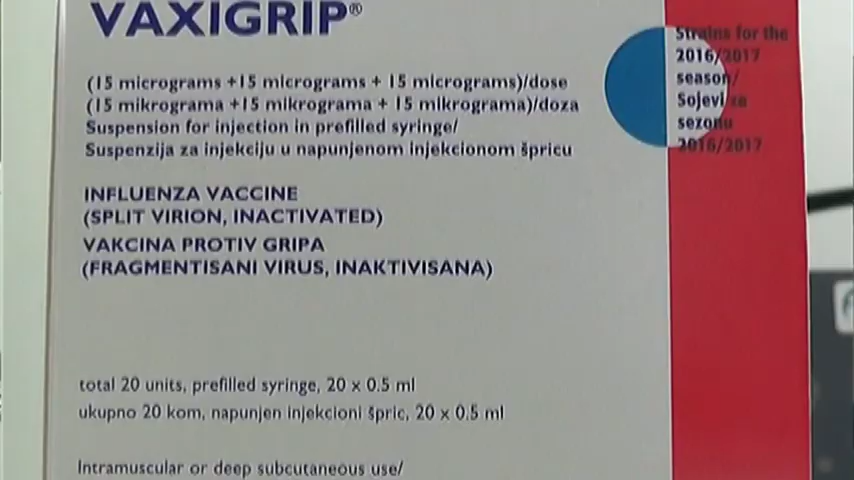 VAXIGRIP®
(15 micrograms +15 micrograms + 15 micrograms)/dose
(15 mikrograma +15 mikrograma + 15 mikrograma)/doza
Suspension for injection in prefilled syringe/
Suspenzija za injekciju u napunjenom injekcionom špricu
Strains for the
2016/2017
season/
Sojevi za
sezonu
2016/2017
INFLUENZA VACCINE
(SPLIT VIRION, INACTIVATED)
VAKCINA PROTIV GRIPA
(FRAGMENTISANI VIRUS, INAKTIVISANA)
total 20 units, prefilled syringe, 20 x 0.5 ml
ukupno 20 kom, napunjen injekcioni špric, 20 x 0.5 ml
Intramuscular or deep subcutaneous use/